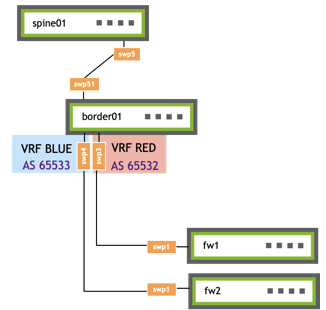 spine01
swp5
swp51
border01
VRF BLUE
AS 65533
swp4
swp3
VRF RED
AS 65532
swp1
fw1
swp1
fw2